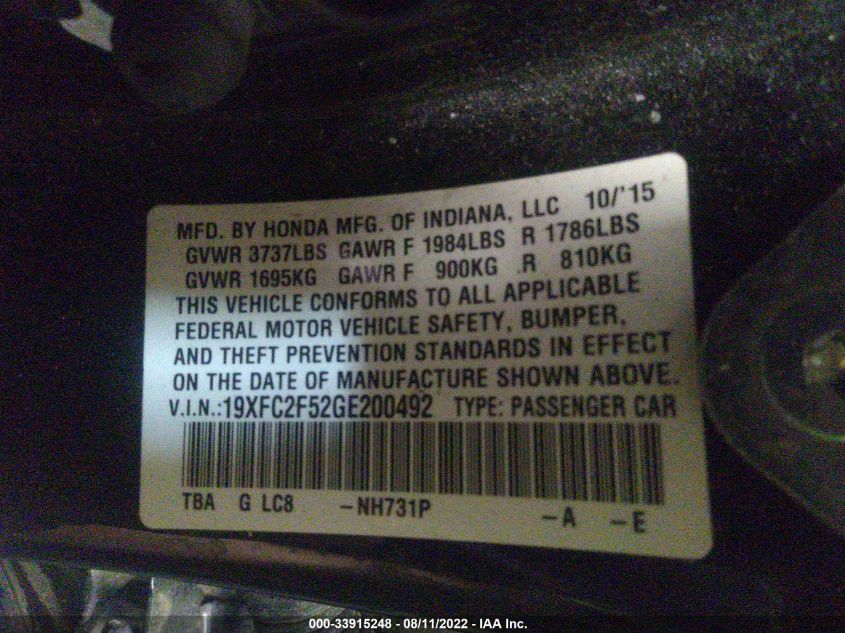 MFD. BY HONDA MFG. OF INDIANA, LLC 10/'15
GVWR 3737LBS GAWR F 1984LBS R 1786LBS
GVWR 1695KG GAWR F 900KG R 810KG
THIS VEHICLE CONFORMS TO ALL APPLICABLE
FEDERAL MOTOR VEHICLE SAFETY, BUMPER,
AND THEFT PREVENTION STANDARDS IN EFFECT
ON THE DATE OF MANUFACTURE SHOWN ABOVE.
V.I.N.:19XFC2F52GE200492 TYPE: PASSENGER CAR
TBA G LC8 -NH731P -A -E
000-33915248 - 08/11/2022 - IAA Inc.